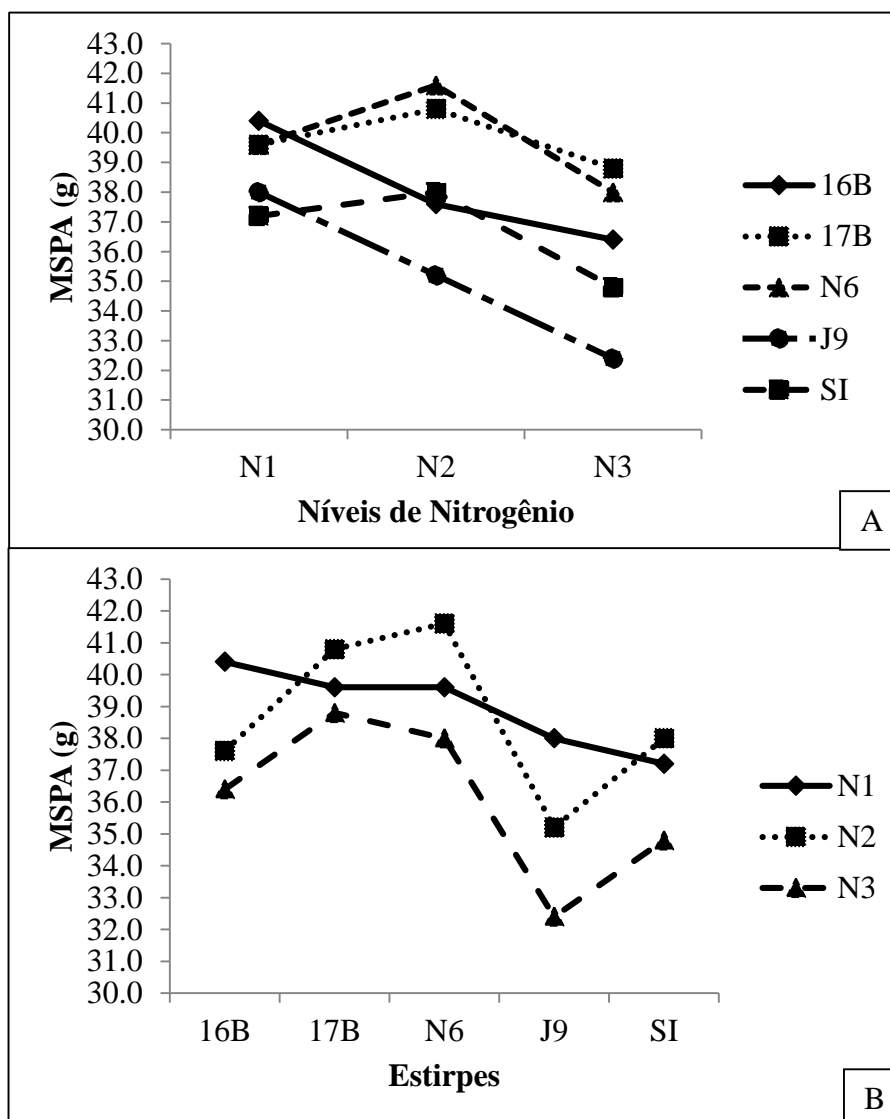 43.0
42.0
41.0
40.0
39.0
38.0
37.0
36.0
35.0
34.0
33.0
32.0
31.0
30.0
MSPA (g)
N1 N2 N3
Níveis de Nitrogênio
16B
17B
N6
J9
SI
A
43.0
42.0
41.0
40.0
39.0
38.0
37.0
36.0
35.0
34.0
33.0
32.0
31.0
30.0
MSPA (g)
16B 17B N6 J9 SI
Estirpes
N1
N2
N3
B